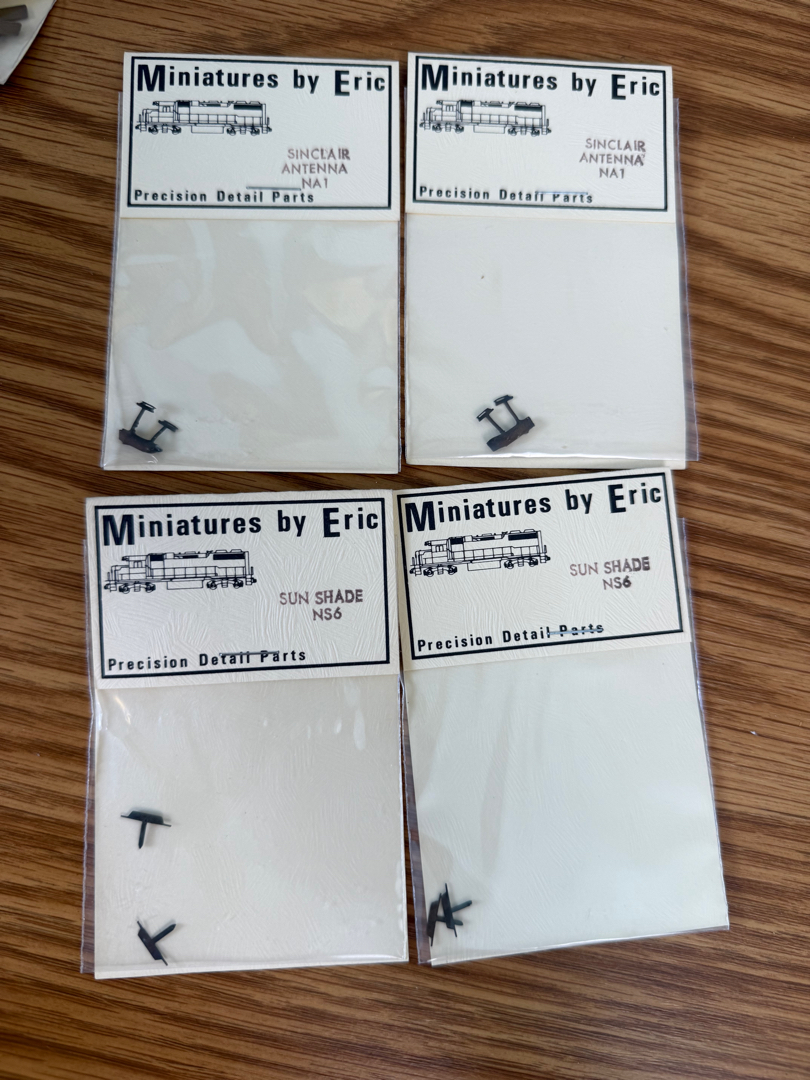 Miniatures by Eric
SINCLAIR
ANTENNA
NA1
Precision Detail Parts
Miniatures by Eric
SINCLAIR
ANTENNA
NA1
Precision Detail Parts
Miniatures by Eric
SUN SHADE
NS6
Precision Detail Parts
Miniatures by Eric
SUN SHADE
NS6
Precision Detail Parts